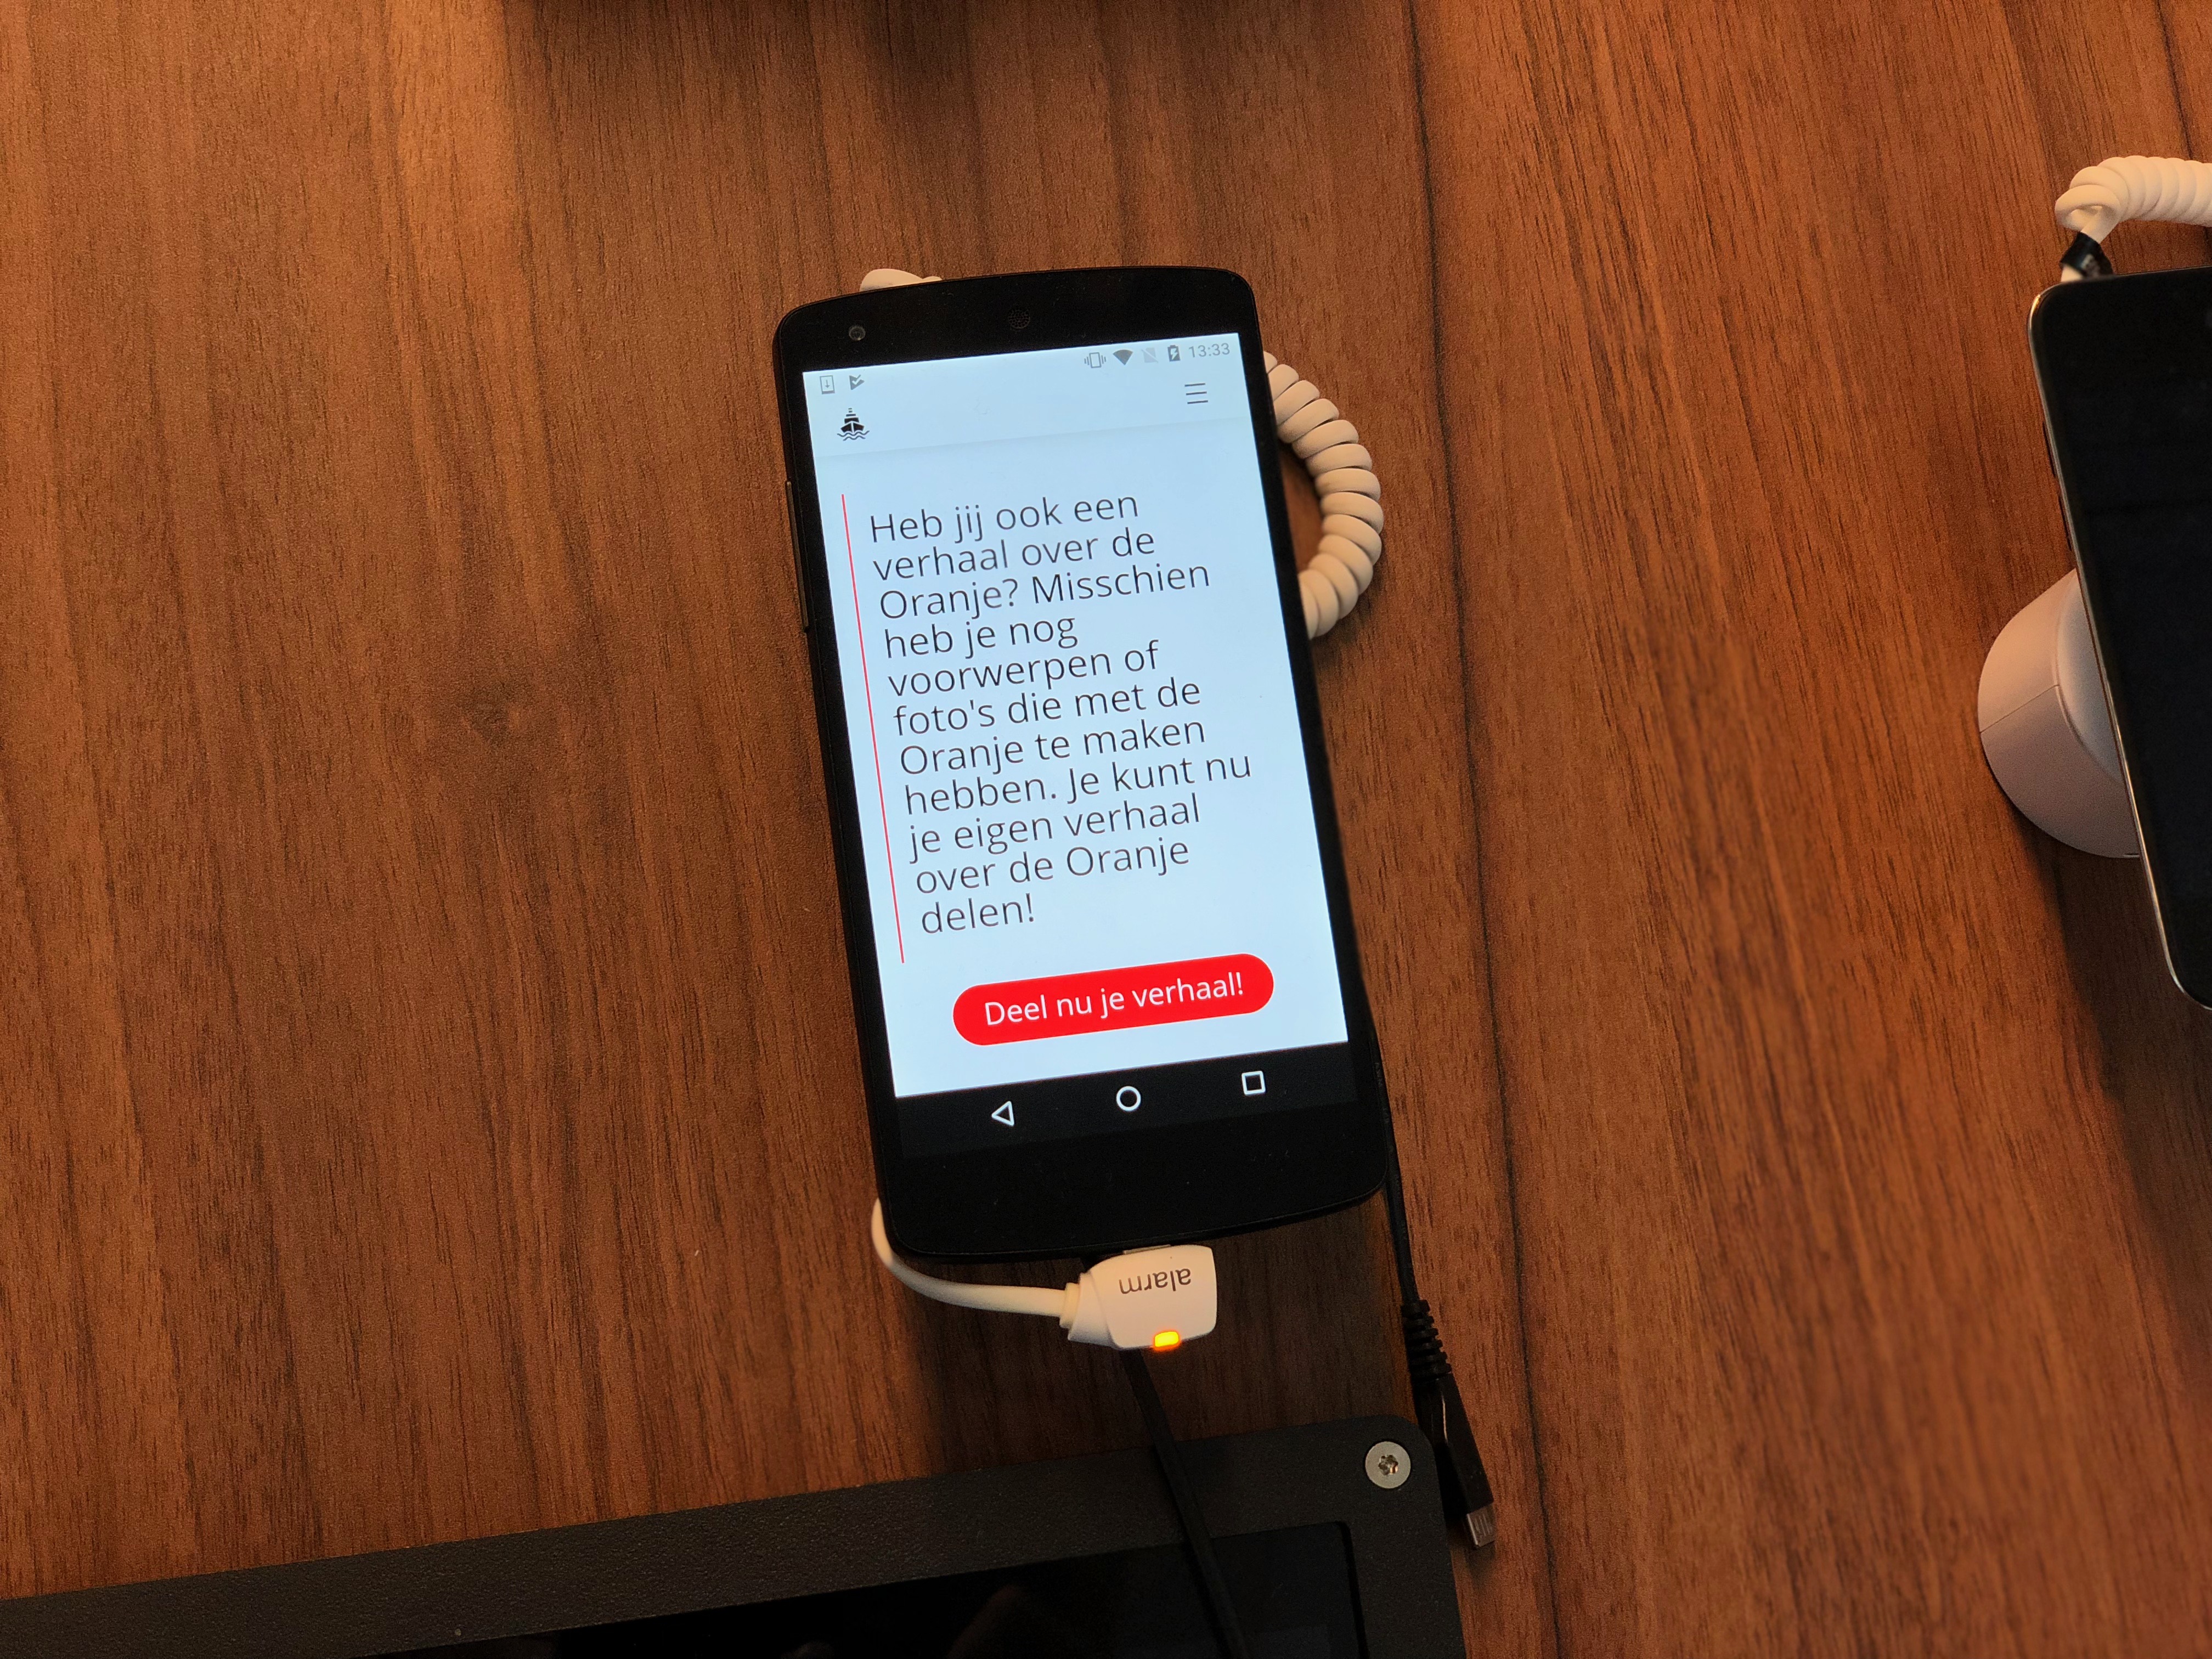 13:33
Heb jij ook een
verhaal over de
Oranje? Misschien
heb je nog
voorwerpen of
foto's die met de
Oranje te maken
hebben. Je kunt nu
je eigen verhaal
over de Oranje
delen!
Deel nu je verhaal!
alarm